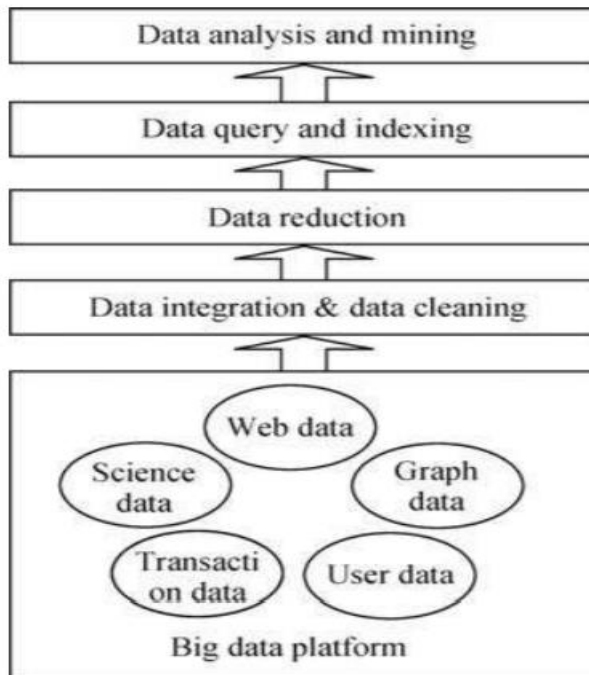 Data analysis and mining
Data query and indexing
Data reduction
Data integration & data cleaning
Web data
Science
data
Graph
data
Transacti
on data
User data
Big data platform